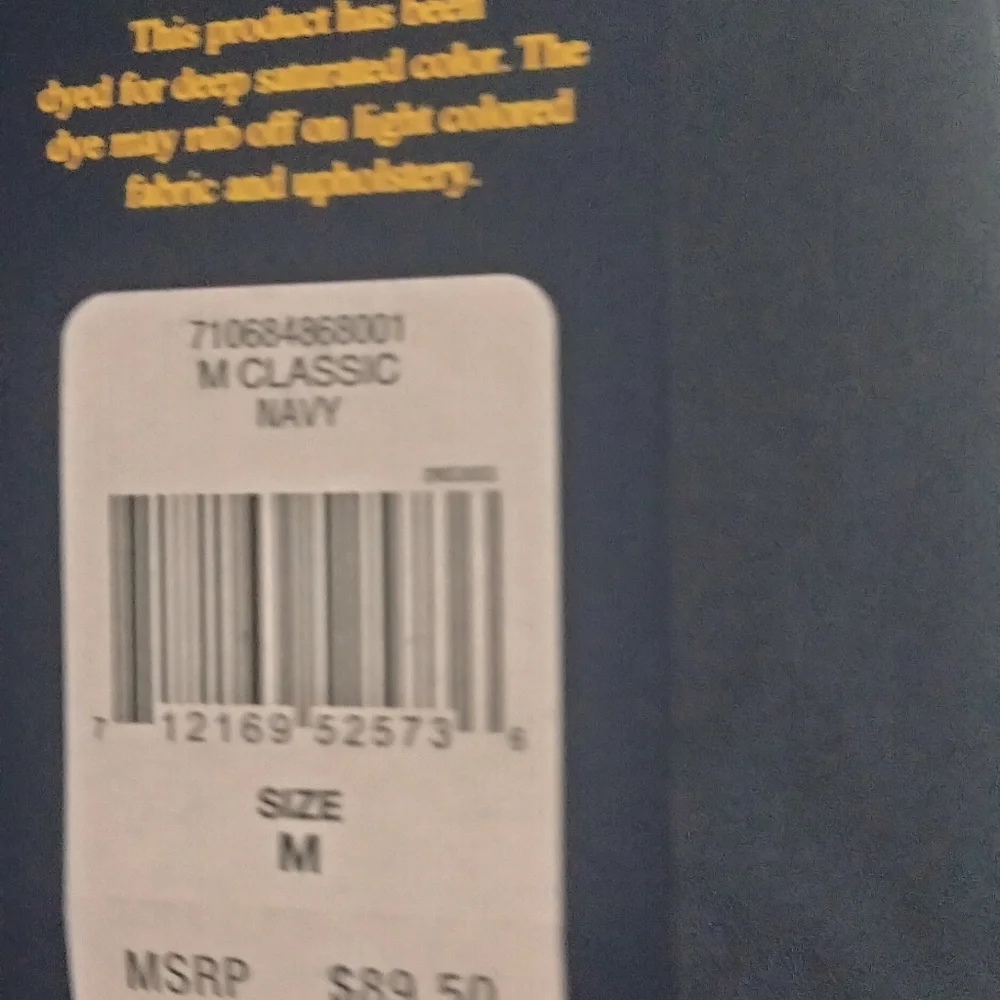 This product has been
dyed for deep saturated color. The
dye may rub off on light colored
fabric and upholstery.
710684868001
M CLASSIC
NAVY
7 12169 52573 6
SIZE
M
MSRP $89.50